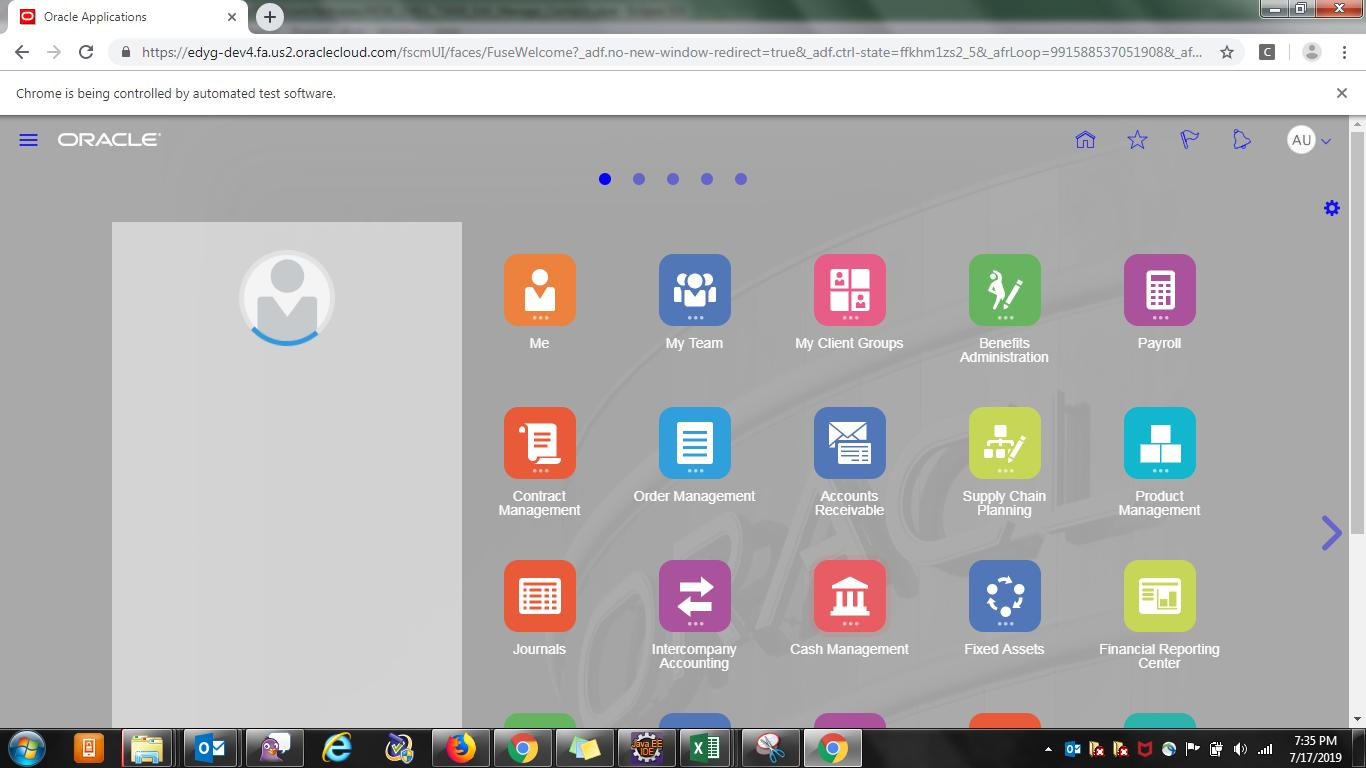 Oracle Applications
https://edyg-dev4.fa.us2.oraclecloud.com/fscmUI/faces/FuseWelcome?_adf.no-new-window-redirect=true&_adf.ctrl-state=ffkhm1zs2_5&_afrLoop=9915885370519​08&_af...
C
Chrome is being controlled by automated test software.
ORACLE
AU
Me
My Team
My Client Groups
Benefits
Administration
Payroll
Contract
Management
Order Management
Accounts
Receivable
Supply Chain
Planning
Product
Management
Journals
Intercompany
Accounting
Cash Management
Fixed Assets
Financial Reporting
Center
Java EE
IDE
7:35 PM
7/17/2019